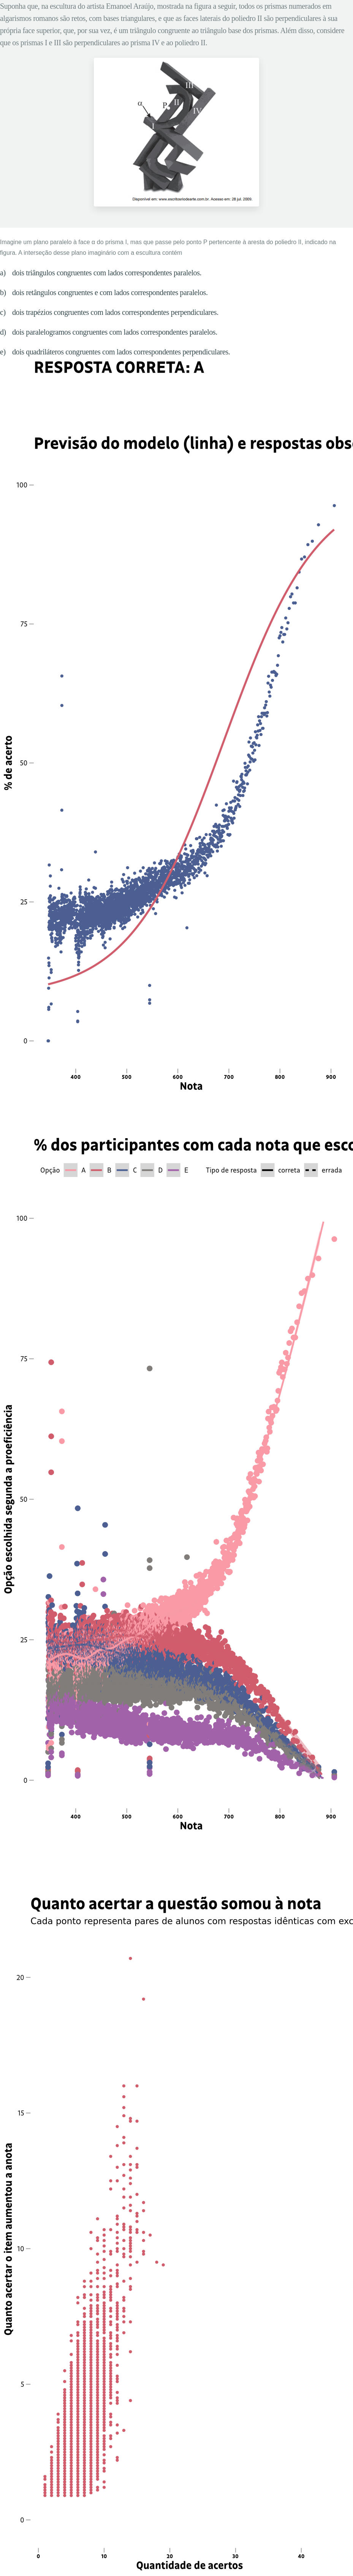 Suponha que, na escultura do artista Emanoel Araújo, mostrada na figura a seguir, todos os prismas numerados em
algarismos romanos são retos, com bases triangulares, e que as faces laterais do poliedro II são perpendiculares à sua
própria face superior, que, por sua vez, é um triângulo congruente ao triângulo base dos prismas. Além disso, considere
que os prismas I e III são perpendiculares ao prisma IV e ao poliedro II.
III
α
P
II
IV
I
Disponível em: www.escritosriodearte.com.br. Acesso em: 28 jul. 2009.
Imagine um plano paralelo à face α do prisma I, mas que passe pelo ponto P pertencente à aresta do poliedro II, indicado na
figura. A interseção desse plano imaginário com a escultura contém
a) dois triângulos congruentes com lados correspondentes paralelos.
b) dois retângulos congruentes e com lados correspondentes paralelos.
c) dois trapézios congruentes com lados correspondentes perpendiculares.
d) dois paralelogramos congruentes com lados correspondentes paralelos.
e) dois quadriláteros congruentes com lados correspondentes perpendiculares.
RESPOSTA CORRETA: A
Previsão do modelo (linha) e respostas obs
100
75
50
25
0
% de acerto
400 500 600 700 800 900
Nota
% dos participantes com cada nota que esco
Opção A B C D E Tipo de resposta correta errada
100
75
50
25
0
Opção escolhida segunda a proeficiência
400 500 600 700 800 900
Nota
Quanto acertar a questão somou à nota
Cada ponto representa pares de alunos com respostas idênticas com exc
20
15
10
5
0
Quanto acertar o item aumentou a anota
0 10 20 30 40
Quantidade de acertos